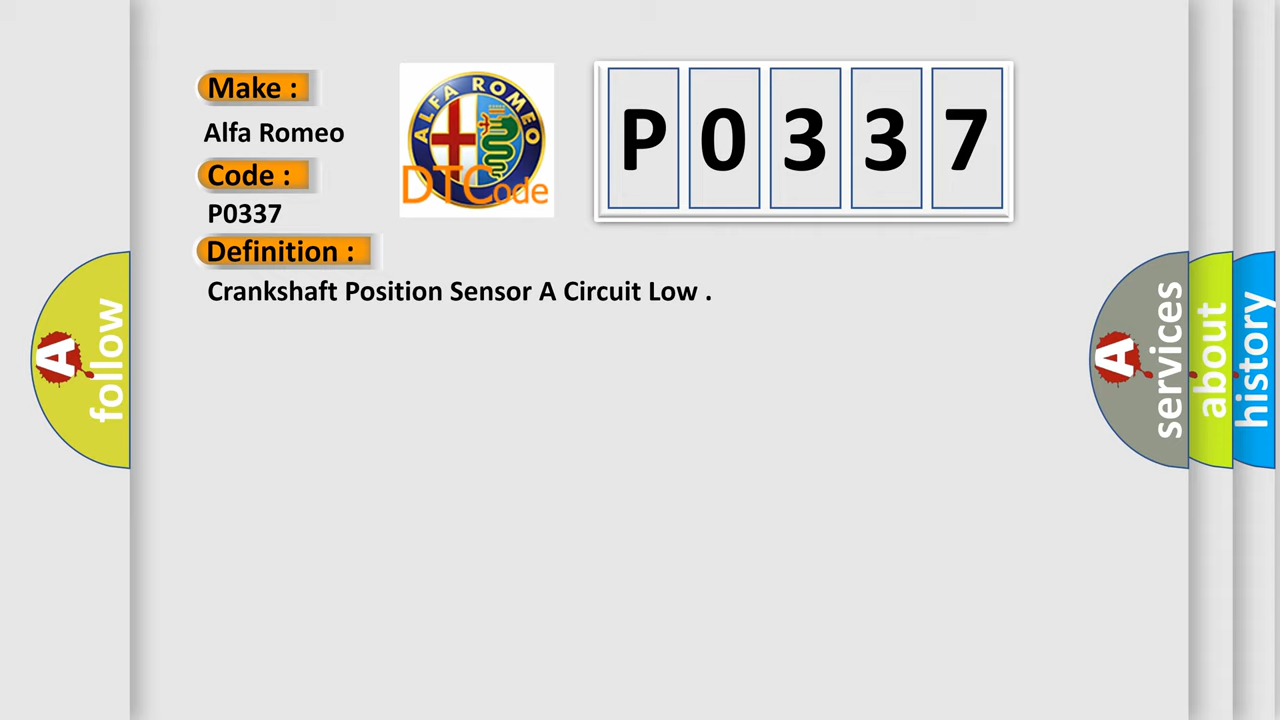 Make :
Alfa Romeo
Code :
P0337
Definition :
Crankshaft Position Sensor A Circuit Low .
ALFA ROMEO
DTCode
P0337
A follow
A services
about
history